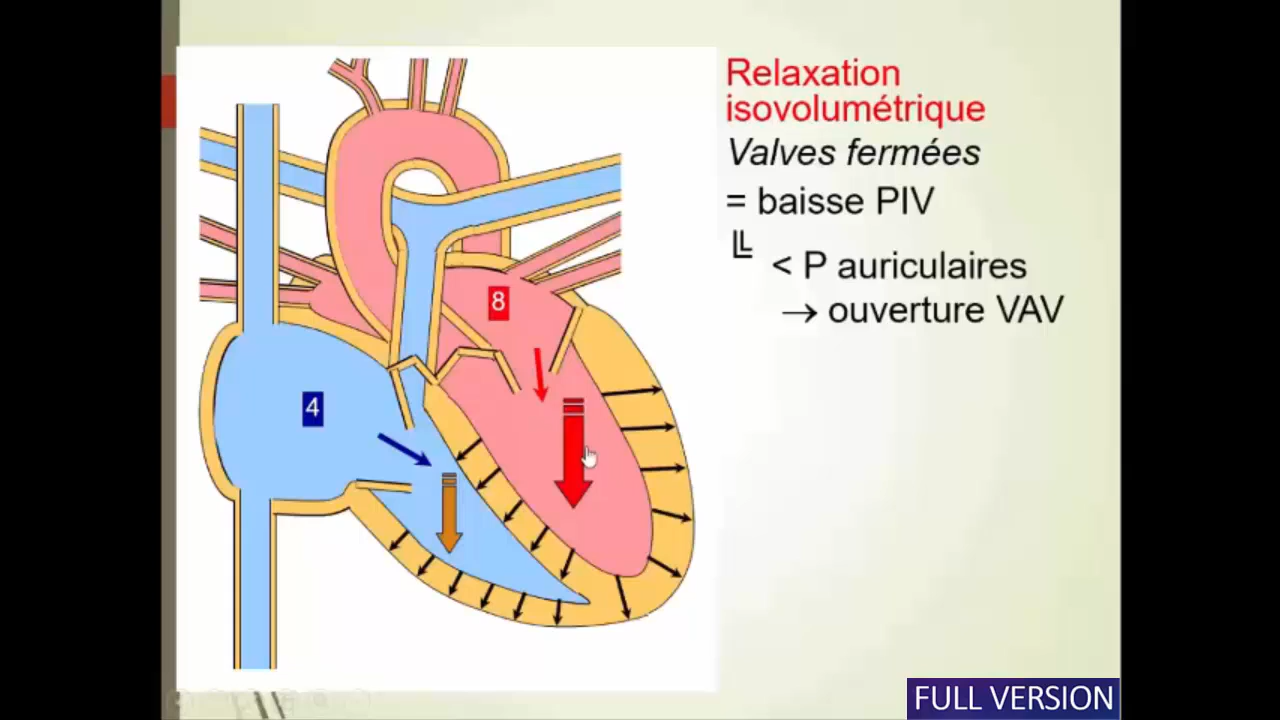 Relaxation
isovolumétrique
Valves fermées
= baisse PIV
< P auriculaires
→ ouverture VAV
8
4
FULL VERSION